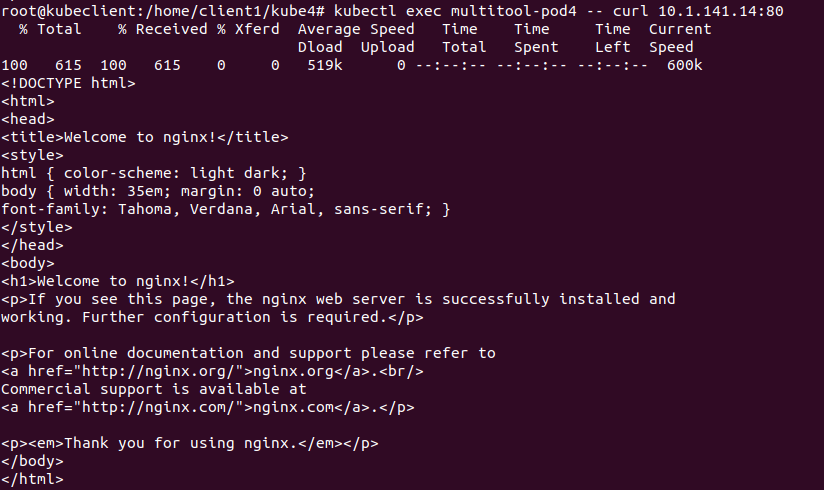 root@kubeclient:/home/client1/kube4# kubectl exec multitool-pod4 -- curl 10.1.141.14:80
  % Total    % Received % Xferd  Average Speed   Time    Time     Time  Current
                                 Dload  Upload   Total   Spent    Left  Speed
100   615  100   615    0     0   519k      0 --:--:-- --:--:-- --:--:--  600k
<!DOCTYPE html>
<html>
<head>
<title>Welcome to nginx!</title>
<style>
html { color-scheme: light dark; }
body { width: 35em; margin: 0 auto;
font-family: Tahoma, Verdana, Arial, sans-serif; }
</style>
</head>
<body>
<h1>Welcome to nginx!</h1>
<p>If you see this page, the nginx web server is successfully installed and
working. Further configuration is required.</p>

<p>For online documentation and support please refer to
<a href="http://nginx.org/">nginx.org</a>.<br/>
Commercial support is available at
<a href="http://nginx.com/">nginx.com</a>.</p>

<p><em>Thank you for using nginx.</em></p>
</body>
</html>